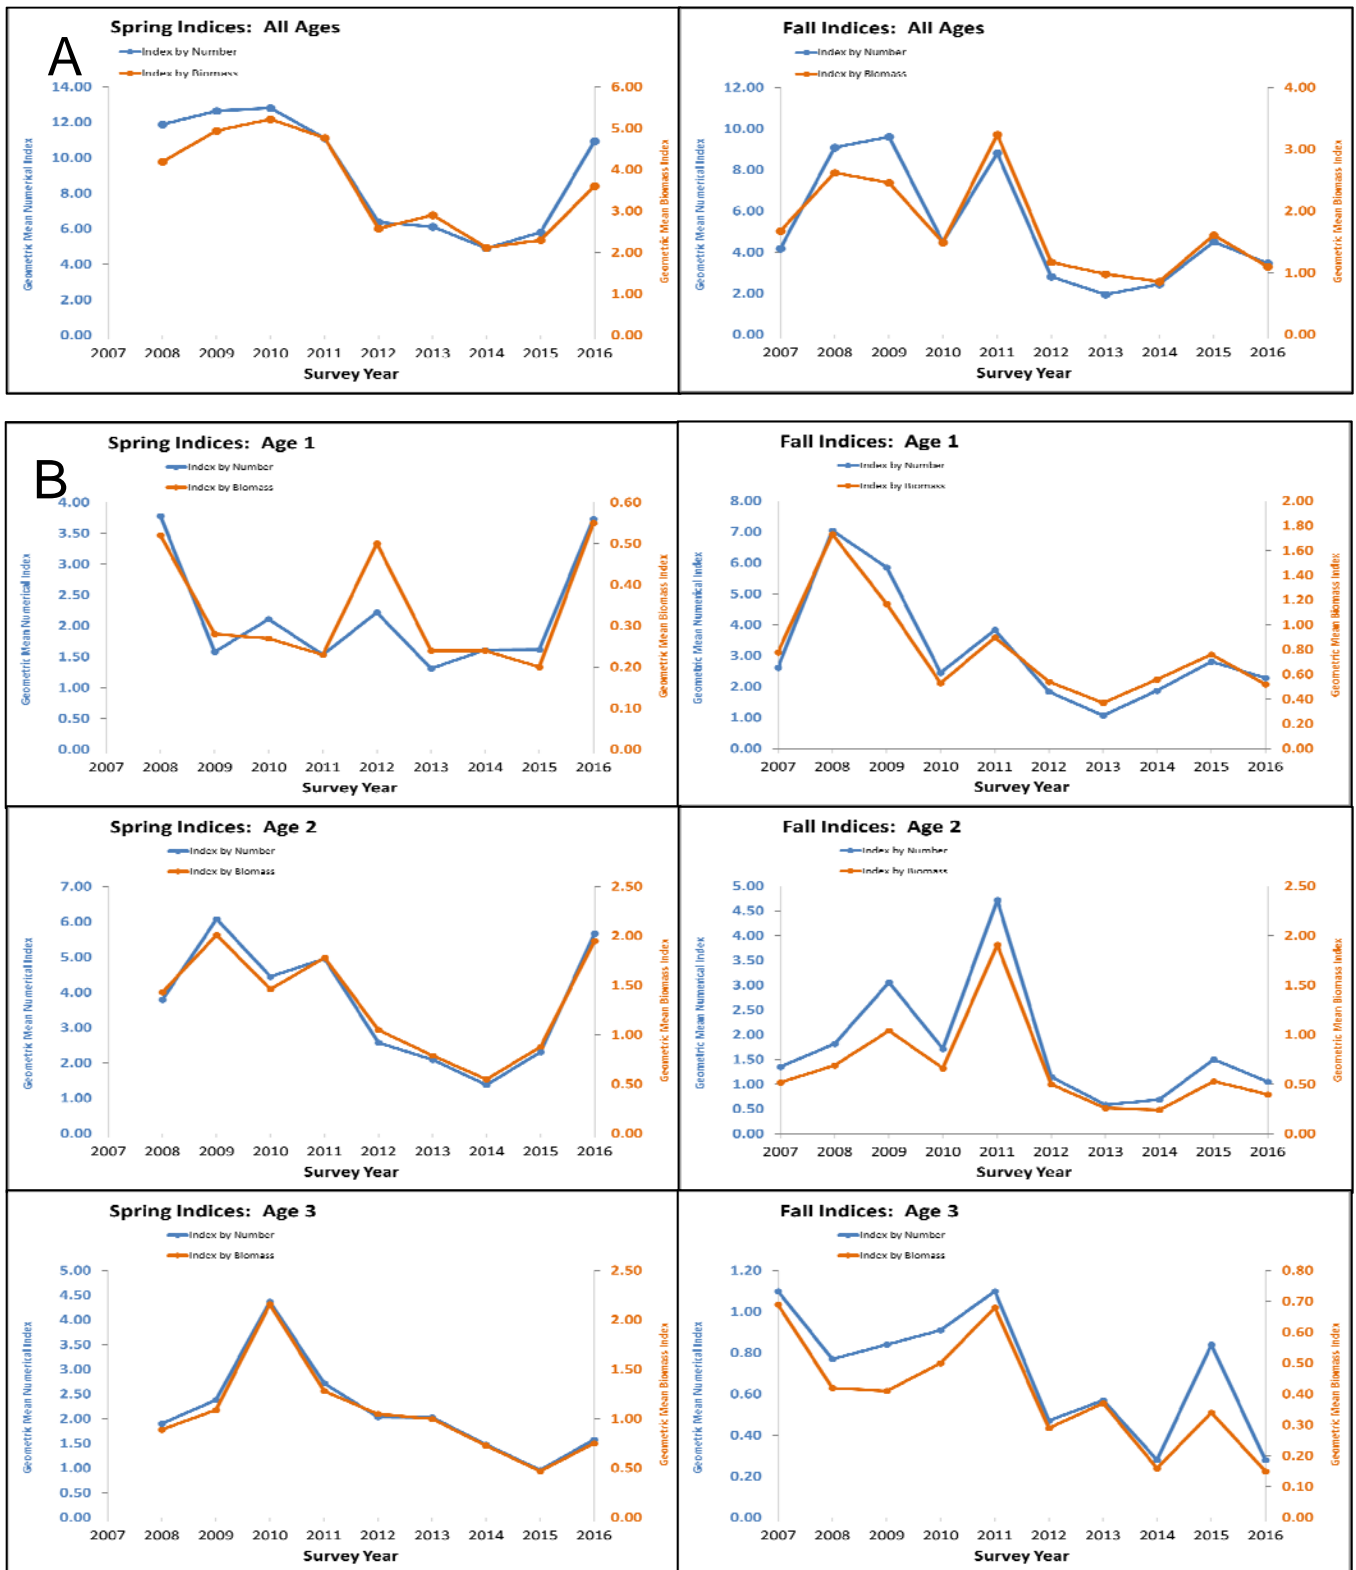 A
Spring Indices: All Ages
Index by Number
Index by Biomass
Geometric Mean Numerical Index
14.00
12.00
10.00
8.00
6.00
4.00
2.00
0.00
6.00
5.00
4.00
3.00
2.00
1.00
0.00
Geometric Mean Biomass Index
2007 2008 2009 2010 2011 2012 2013 2014 2015 2016
Survey Year
Fall Indices: All Ages
Index by Number
Index by Biomass
Geometric Mean Numerical Index
12.00
10.00
8.00
6.00
4.00
2.00
0.00
4.00
3.00
2.00
1.00
0.00
Geometric Mean Biomass Index
2007 2008 2009 2010 2011 2012 2013 2014 2015 2016
Survey Year
B
Spring Indices: Age 1
Index by Number
Index by Biomass
Geometric Mean Numerical Index
4.00
3.50
3.00
2.50
2.00
1.50
1.00
0.50
0.00
0.60
0.50
0.40
0.30
0.20
0.10
0.00
Geometric Mean Biomass Index
2007 2008 2009 2010 2011 2012 2013 2014 2015 2016
Survey Year
Fall Indices: Age 1
Index by Number
Index by Biomass
Geometric Mean Numerical Index
8.00
7.00
6.00
5.00
4.00
3.00
2.00
1.00
0.00
2.00
1.80
1.60
1.40
1.20
1.00
0.80
0.60
0.40
0.20
0.00
Geometric Mean Biomass Index
2007 2008 2009 2010 2011 2012 2013 2014 2015 2016
Survey Year
Spring Indices: Age 2
Index by Number
Index by Biomass
Geometric Mean Numerical Index
7.00
6.00
5.00
4.00
3.00
2.00
1.00
0.00
2.50
2.00
1.50
1.00
0.50
0.00
Geometric Mean Biomass Index
2007 2008 2009 2010 2011 2012 2013 2014 2015 2016
Survey Year
Fall Indices: Age 2
Index by Number
Index by Biomass
Geometric Mean Numerical Index
5.00
4.50
4.00
3.50
3.00
2.50
2.00
1.50
1.00
0.50
0.00
2.50
2.00
1.50
1.00
0.50
0.00
Geometric Mean Biomass Index
2007 2008 2009 2010 2011 2012 2013 2014 2015 2016
Survey Year
Spring Indices: Age 3
Index by Number
Index by Biomass
Geometric Mean Numerical Index
5.00
4.50
4.00
3.50
3.00
2.50
2.00
1.50
1.00
0.50
0.00
2.50
2.00
1.50
1.00
0.50
0.00
Geometric Mean Biomass Index
2007 2008 2009 2010 2011 2012 2013 2014 2015 2016
Survey Year
Fall Indices: Age 3
Index by Number
Index by Biomass
Geometric Mean Numerical Index
1.20
1.00
0.80
0.60
0.40
0.20
0.00
0.80
0.70
0.60
0.50
0.40
0.30
0.20
0.10
0.00
Geometric Mean Biomass Index
2007 2008 2009 2010 2011 2012 2013 2014 2015 2016
Survey Year